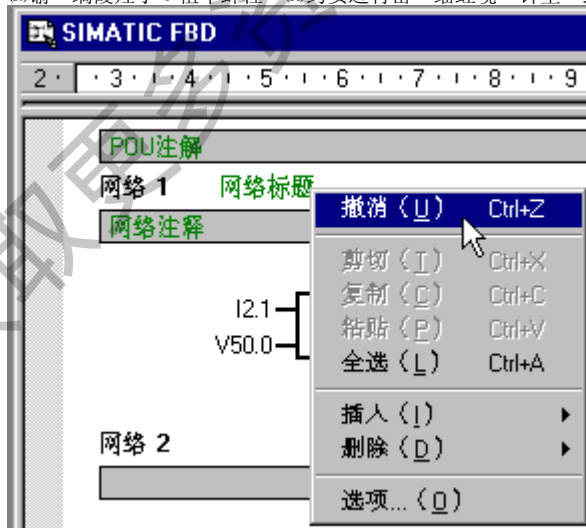 SIMATIC FBD
2 · · 3 · ı · 4 · ı · 5 · ı · 6 · ı · 7 · ı · 8 · ı · 9
POU注解
网络 1 网络标题
网络注释
I2.1
V50.0
网络 2
撤消（U） Ctrl+Z
剪切（T） Ctrl+X
复制（C） Ctrl+C
粘贴（P） Ctrl+V
全选（L） Ctrl+A
插入（I）
删除（D）
选项...（O）